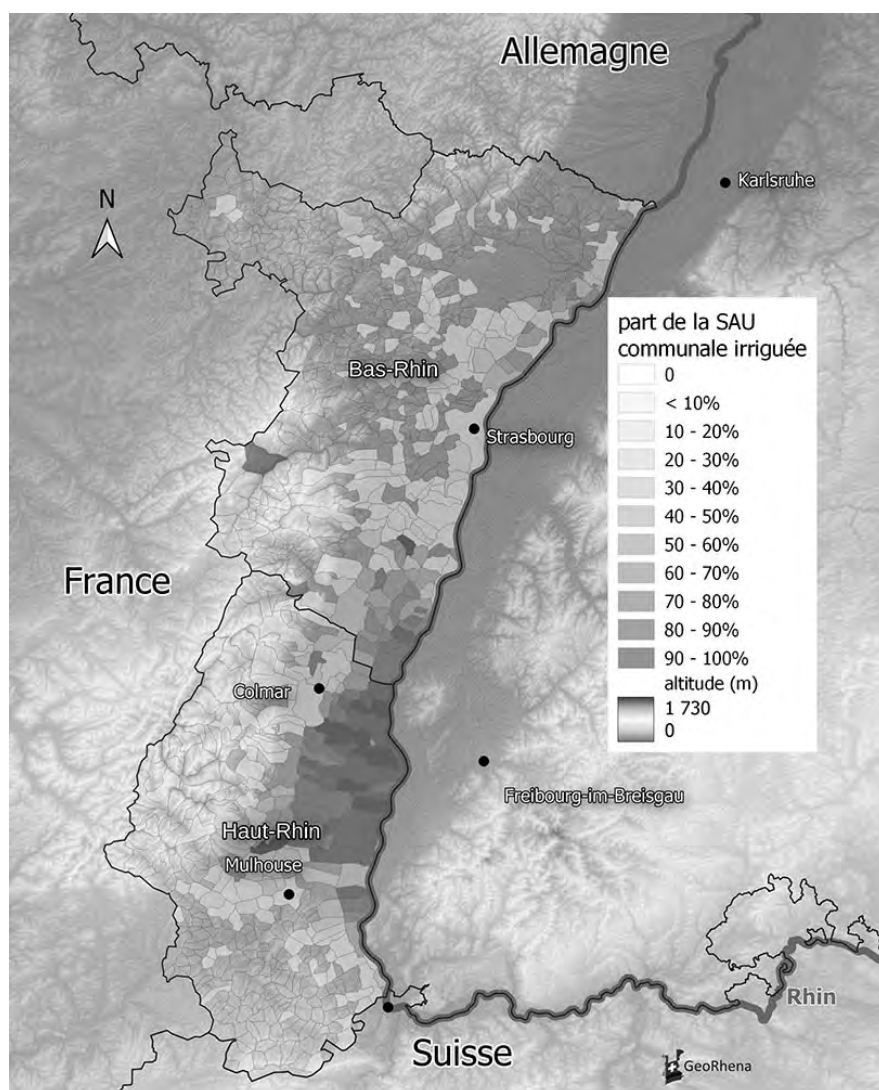 Allemagne
Karlsruhe
N
part de la SAU
communale irriguée
0
< 10%
10 - 20%
20 - 30%
30 - 40%
40 - 50%
50 - 60%
60 - 70%
70 - 80%
80 - 90%
90 - 100%
altitude (m)
1 730
0
Bas-Rhin
Strasbourg
France
Colmar
Freibourg-im-Breisgau
Haut-Rhin
Mulhouse
Rhin
Suisse
GeoRhena